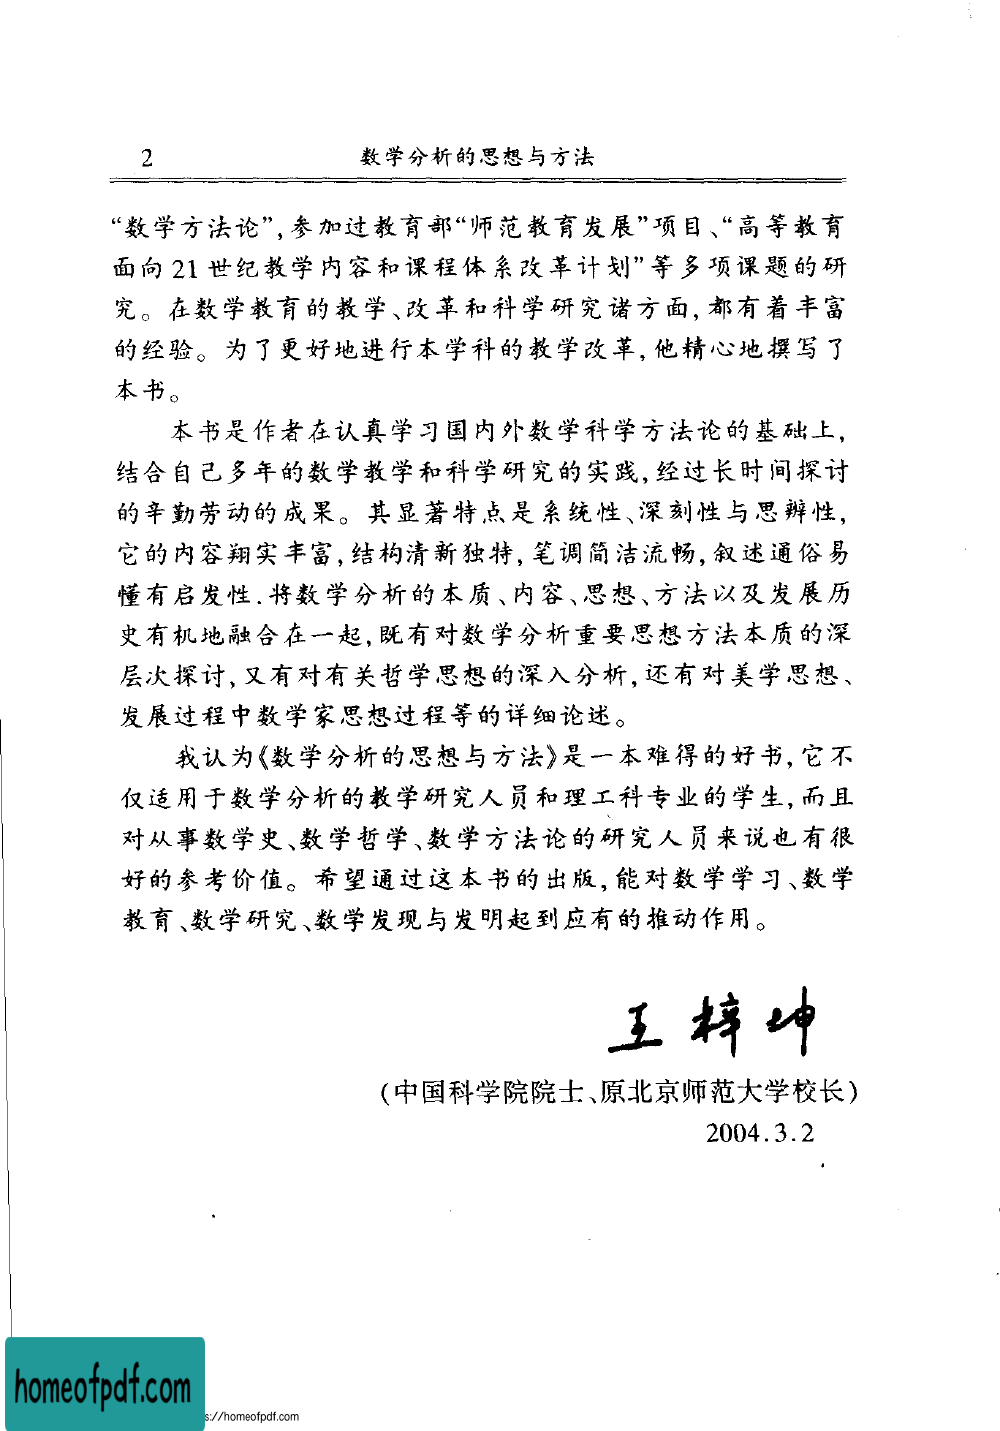 2 数学分析的思想与方法
“数学方法论”,参加过教育部“师范教育发展”项目、“高等教育
面向21世纪教学内容和课程体系改革计划”等多项课题的研
究。在数学教育的教学、改革和科学研究诸方面,都有着丰富
的经验。为了更好地进行本学科的教学改革,他精心地撰写了
本书。
本书是作者在认真学习国内外数学科学方法论的基础上,
结合自己多年的数学教学和科学研究的实践,经过长时间探讨
的辛勤劳动的成果。其显著特点是系统性、深刻性与思辨性,
它的内容翔实丰富,结构清新独特,笔调简洁流畅,叙述通俗易
懂有启发性.将数学分析的本质、内容、思想、方法以及发展历
史有机地融合在一起,既有对数学分析重要思想方法本质的深
层次探讨,又有对有关哲学思想的深入分析,还有对美学思想、
发展过程中数学家思想过程等的详细论述。
我认为《数学分析的思想与方法》是一本难得的好书,它不
仅适用于数学分析的教学研究人员和理工科专业的学生,而且
对从事数学史、数学哲学、数学方法论的研究人员来说也有很
好的参考价值。希望通过这本书的出版,能对数学学习、数学
教育、数学研究、数学发现与发明起到应有的推动作用。
王梓坤
(中国科学院院士、原北京师范大学校长)
2004.3.2
homeofpdf.com
s://homeofpdf.com